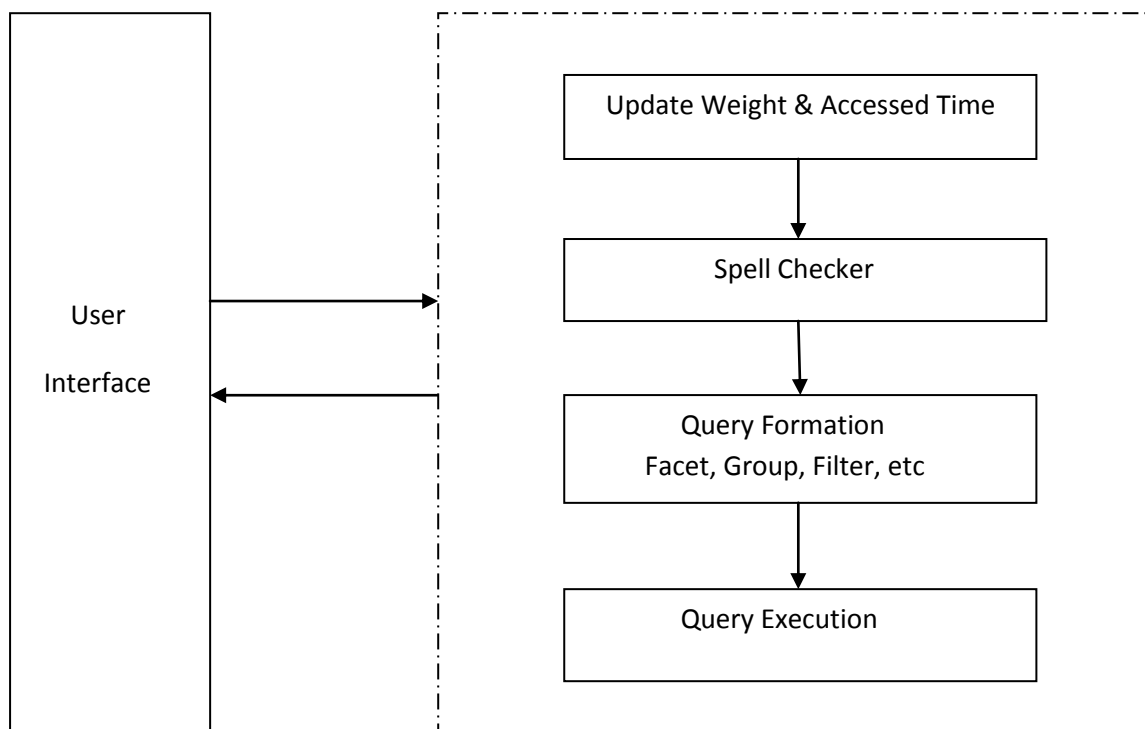 Update Weight & Accessed Time
Spell Checker
User
Interface
Query Formation
Facet, Group, Filter, etc
Query Execution